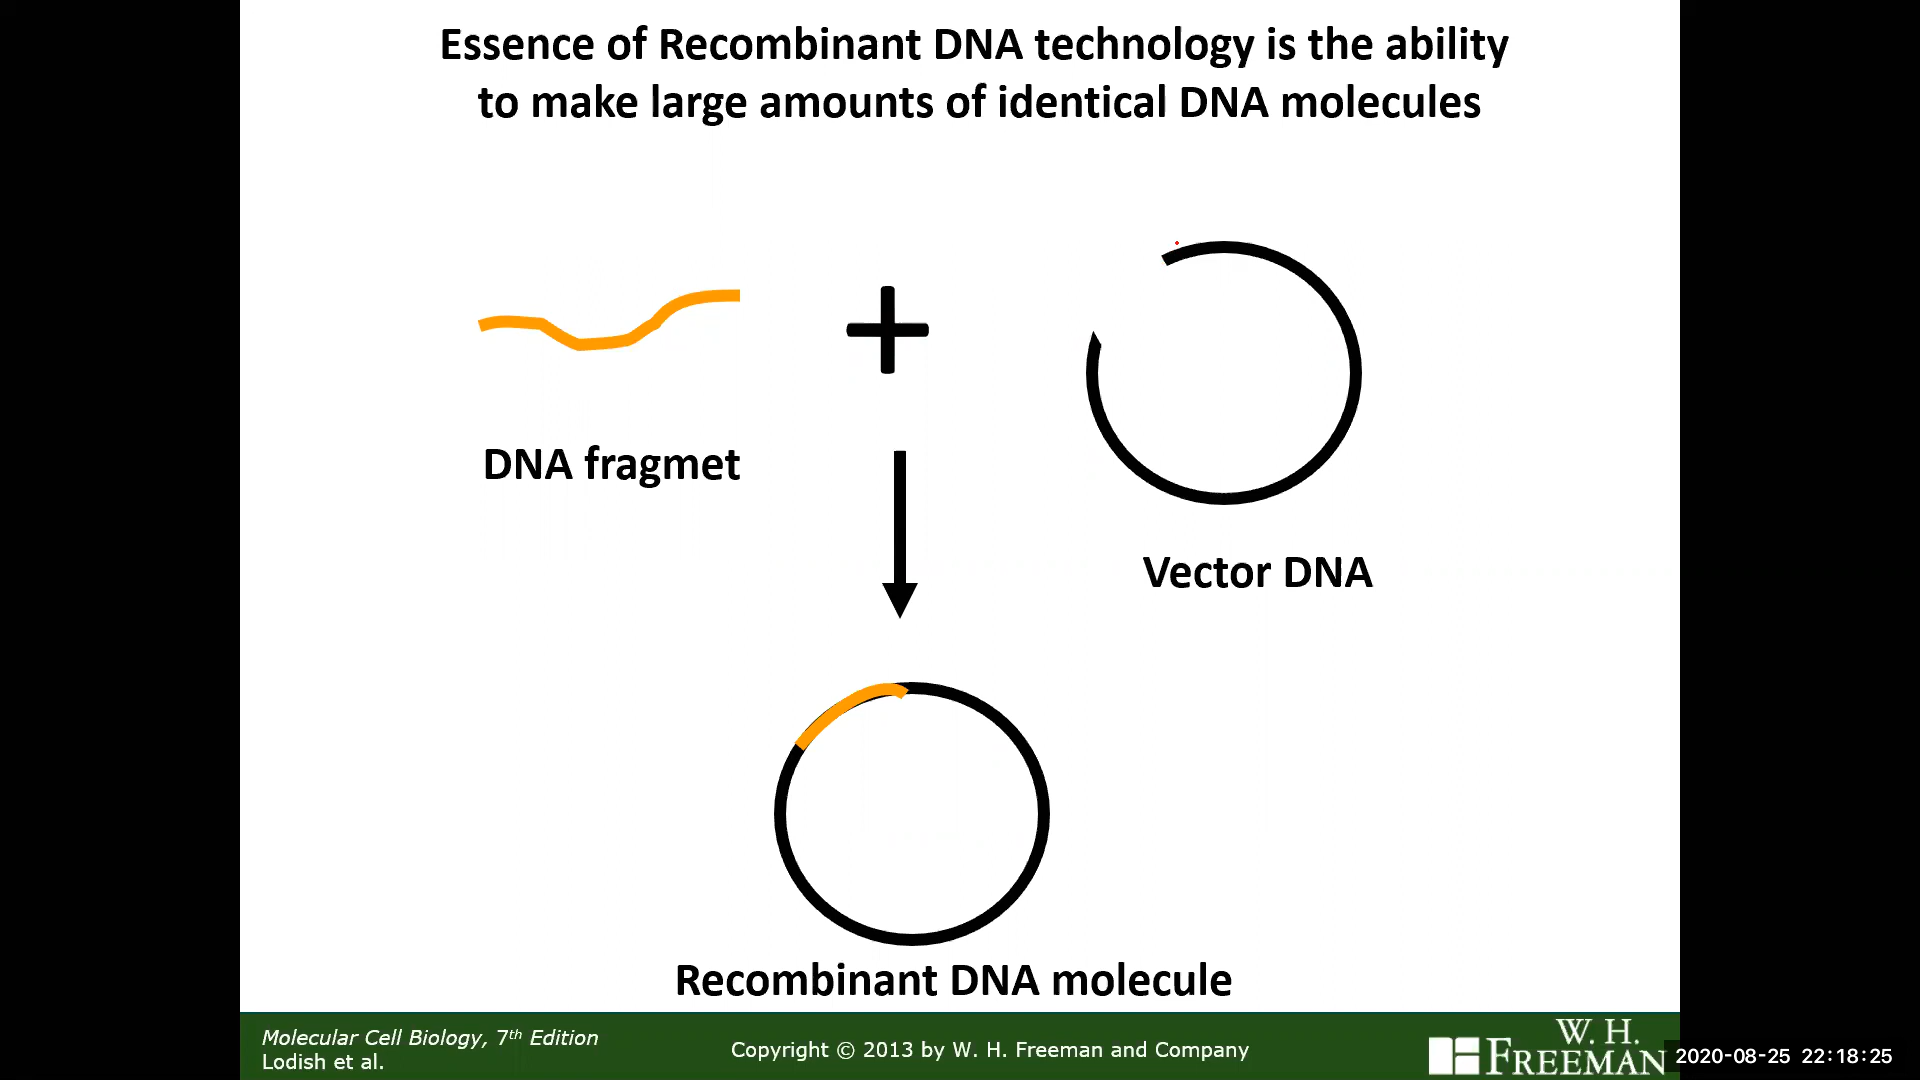 Essence of Recombinant DNA technology is the ability
to make large amounts of identical DNA molecules
DNA fragmet
Vector DNA
Recombinant DNA molecule
Molecular Cell Biology, 7th Edition
Lodish et al.
Copyright © 2013 by W. H. Freeman and Company
W. H.
FREEMAN
2020-08-25 22:18:25